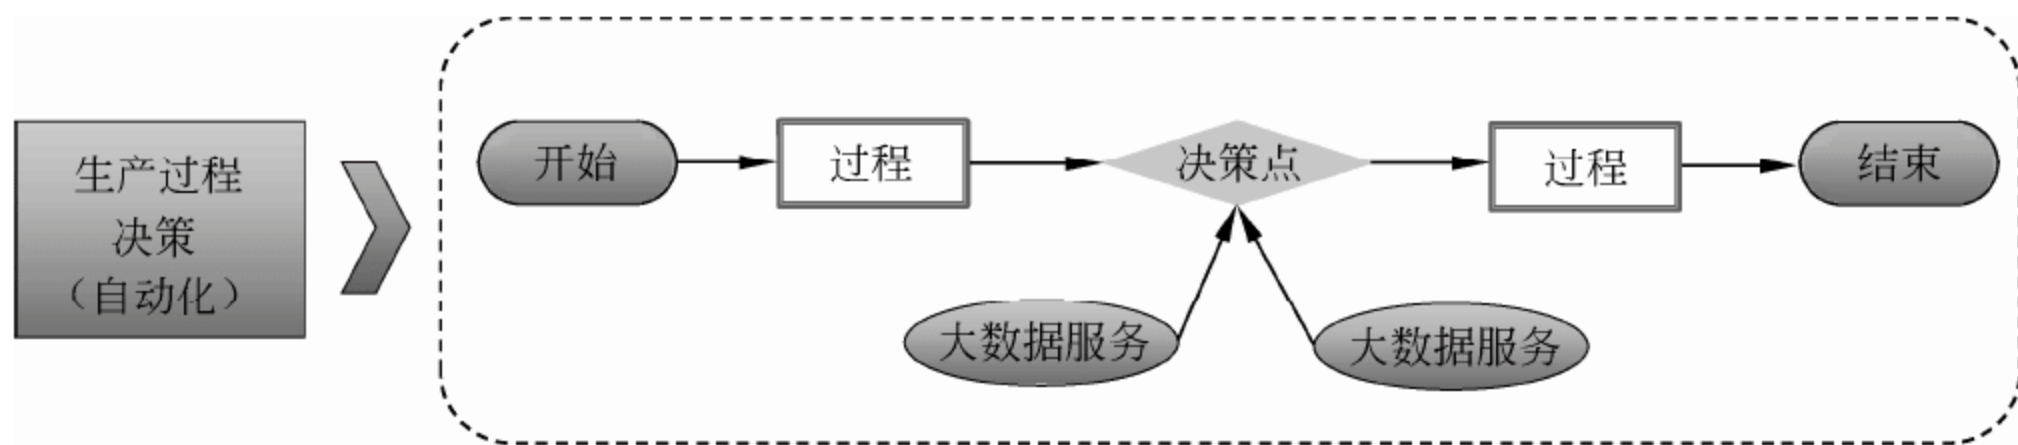 生产过程
决策
（自动化）
开始
过程
决策点
过程
结束
大数据服务
大数据服务